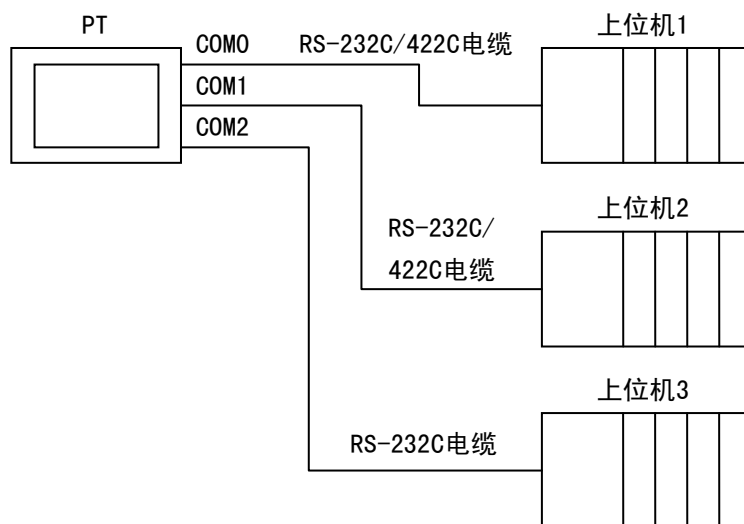 PT
上位机1
COM0
RS-232C/422C电缆
COM1
COM2
上位机2
RS-232C/
422C电缆
上位机3
RS-232C电缆